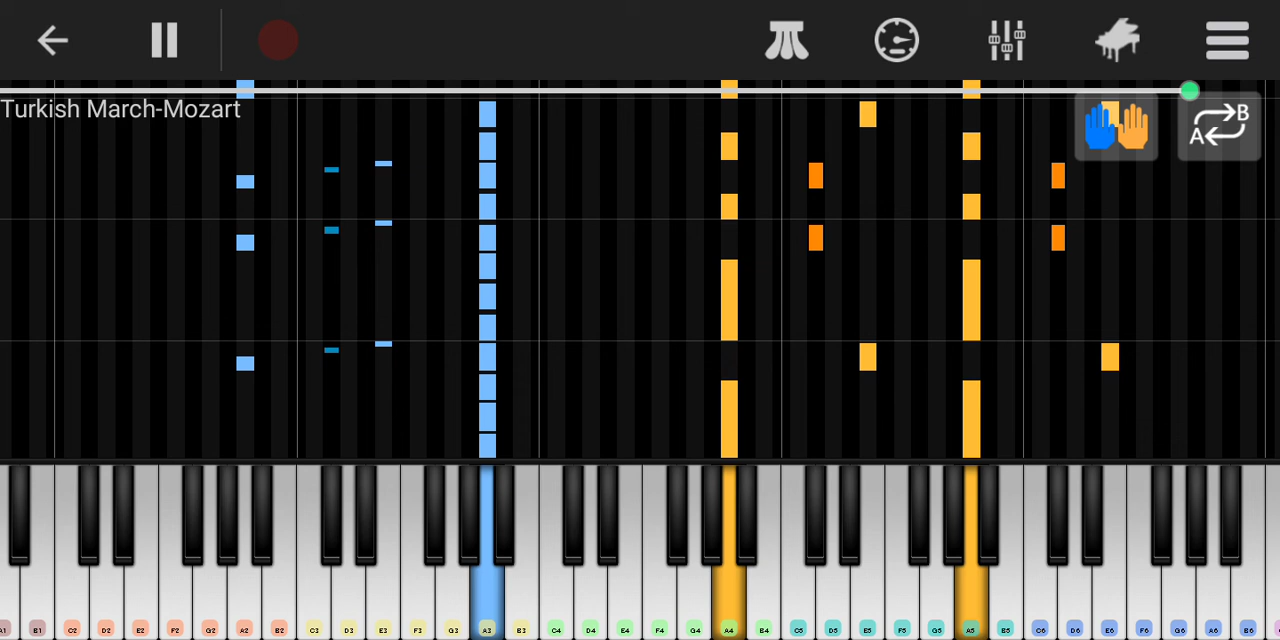 Turkish March-Mozart
A B
A1 B1 C2 D2 E2 F2 G2 A2 B2 C3 D3 E3 F3 G3 A3 B3 C4 D4 E4 F4 G4 A4 B4 C5 D5 E5 F5 G5 A5 B5 C6 D6 E6 F6 G6 A6 B6